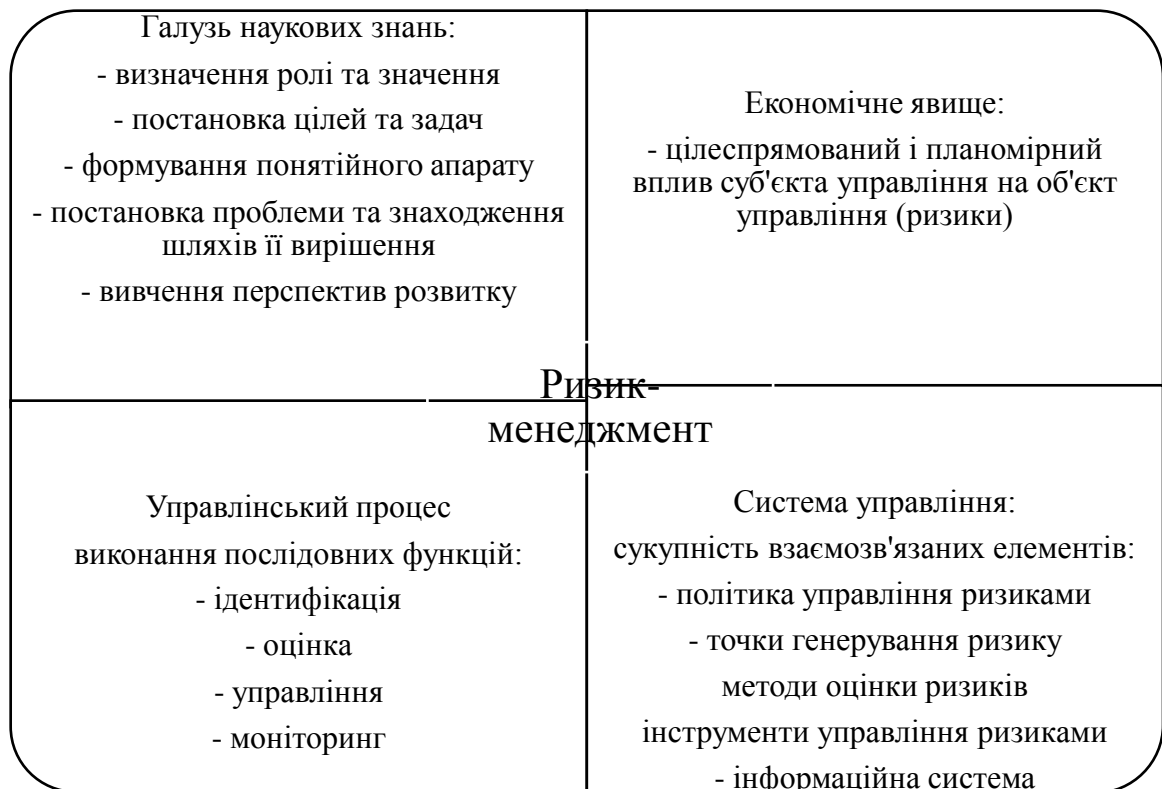 Галузь наукових знань:
- визначення ролі та значення
- постановка цілей та задач
- формування понятійного апарату
- постановка проблеми та знаходження
шляхів її вирішення
- вивчення перспектив розвитку
Економічне явище:
- цілеспрямований і планомірний
вплив суб'єкта управління на об'єкт
управління (ризики)
Ризик-
менеджмент
Управлінський процес
виконання послідовних функцій:
- ідентифікація
- оцінка
- управління
- моніторинг
Система управління:
сукупність взаємозв'язаних елементів:
- політика управління ризиками
- точки генерування ризику
методи оцінки ризиків
інструменти управління ризиками
- інформаційна система